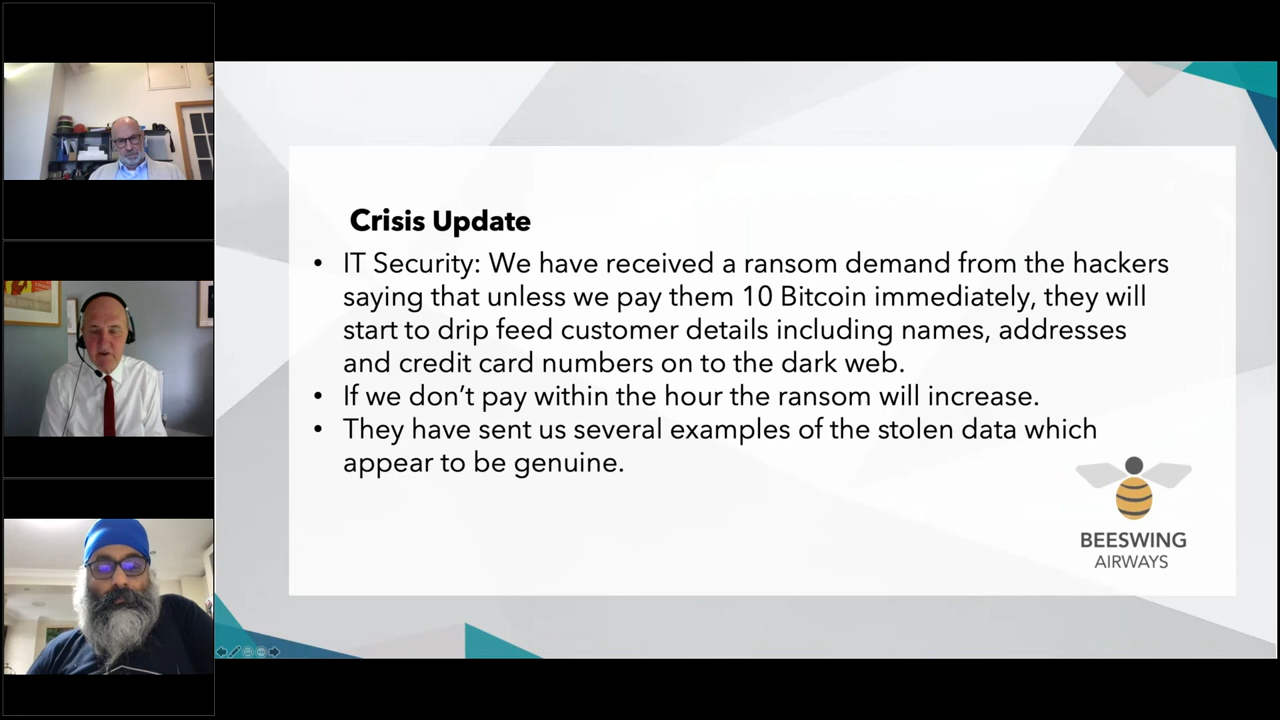 Crisis Update
• IT Security: We have received a ransom demand from the hackers
saying that unless we pay them 10 Bitcoin immediately, they will
start to drip feed customer details including names, addresses
and credit card numbers on to the dark web.
• If we don’t pay within the hour the ransom will increase.
• They have sent us several examples of the stolen data which
appear to be genuine.
BEESWING
AIRWAYS